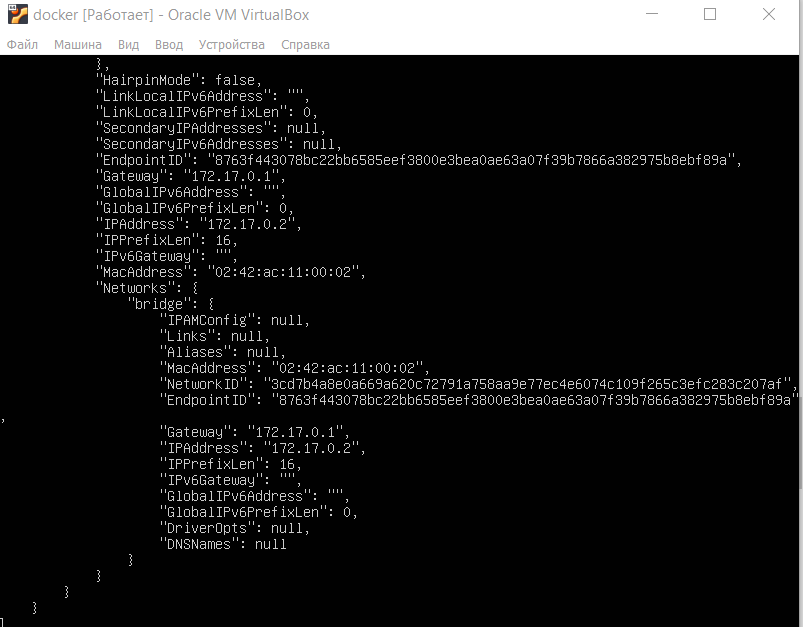 docker [Работает] - Oracle VM VirtualBox
Файл Машина Вид Ввод Устройства Справка
},
"HairpinMode": false,
"LinkLocalIPv6Address": "",
"LinkLocalIPv6PrefixLen": 0,
"SecondaryIPAddresses": null,
"SecondaryIPv6Addresses": null,
"EndpointID": "8763f443078bc22bb6585eef3800e3bea0ae63a07f39b7866a382975b8ebf89a",
"Gateway": "172.17.0.1",
"GlobalIPv6Address": "",
"GlobalIPv6PrefixLen": 0,
"IPAddress": "172.17.0.2",
"IPPrefixLen": 16,
"IPv6Gateway": "",
"MacAddress": "02:42:ac:11:00:02",
"Networks": {
"bridge": {
"IPAMConfig": null,
"Links": null,
"Aliases": null,
"MacAddress": "02:42:ac:11:00:02",
"NetworkID": "3cd7b4a8e0a669a620c72791a758aa9e77ec4e6074c109f265c3efc283c207af",
"EndpointID": "8763f443078bc22bb6585eef3800e3bea0ae63a07f39b7866a382975b8ebf89a"
,
"Gateway": "172.17.0.1",
"IPAddress": "172.17.0.2",
"IPPrefixLen": 16,
"IPv6Gateway": "",
"GlobalIPv6Address": "",
"GlobalIPv6PrefixLen": 0,
"DriverOpts": null,
"DNSNames": null
}
}
}
}
]